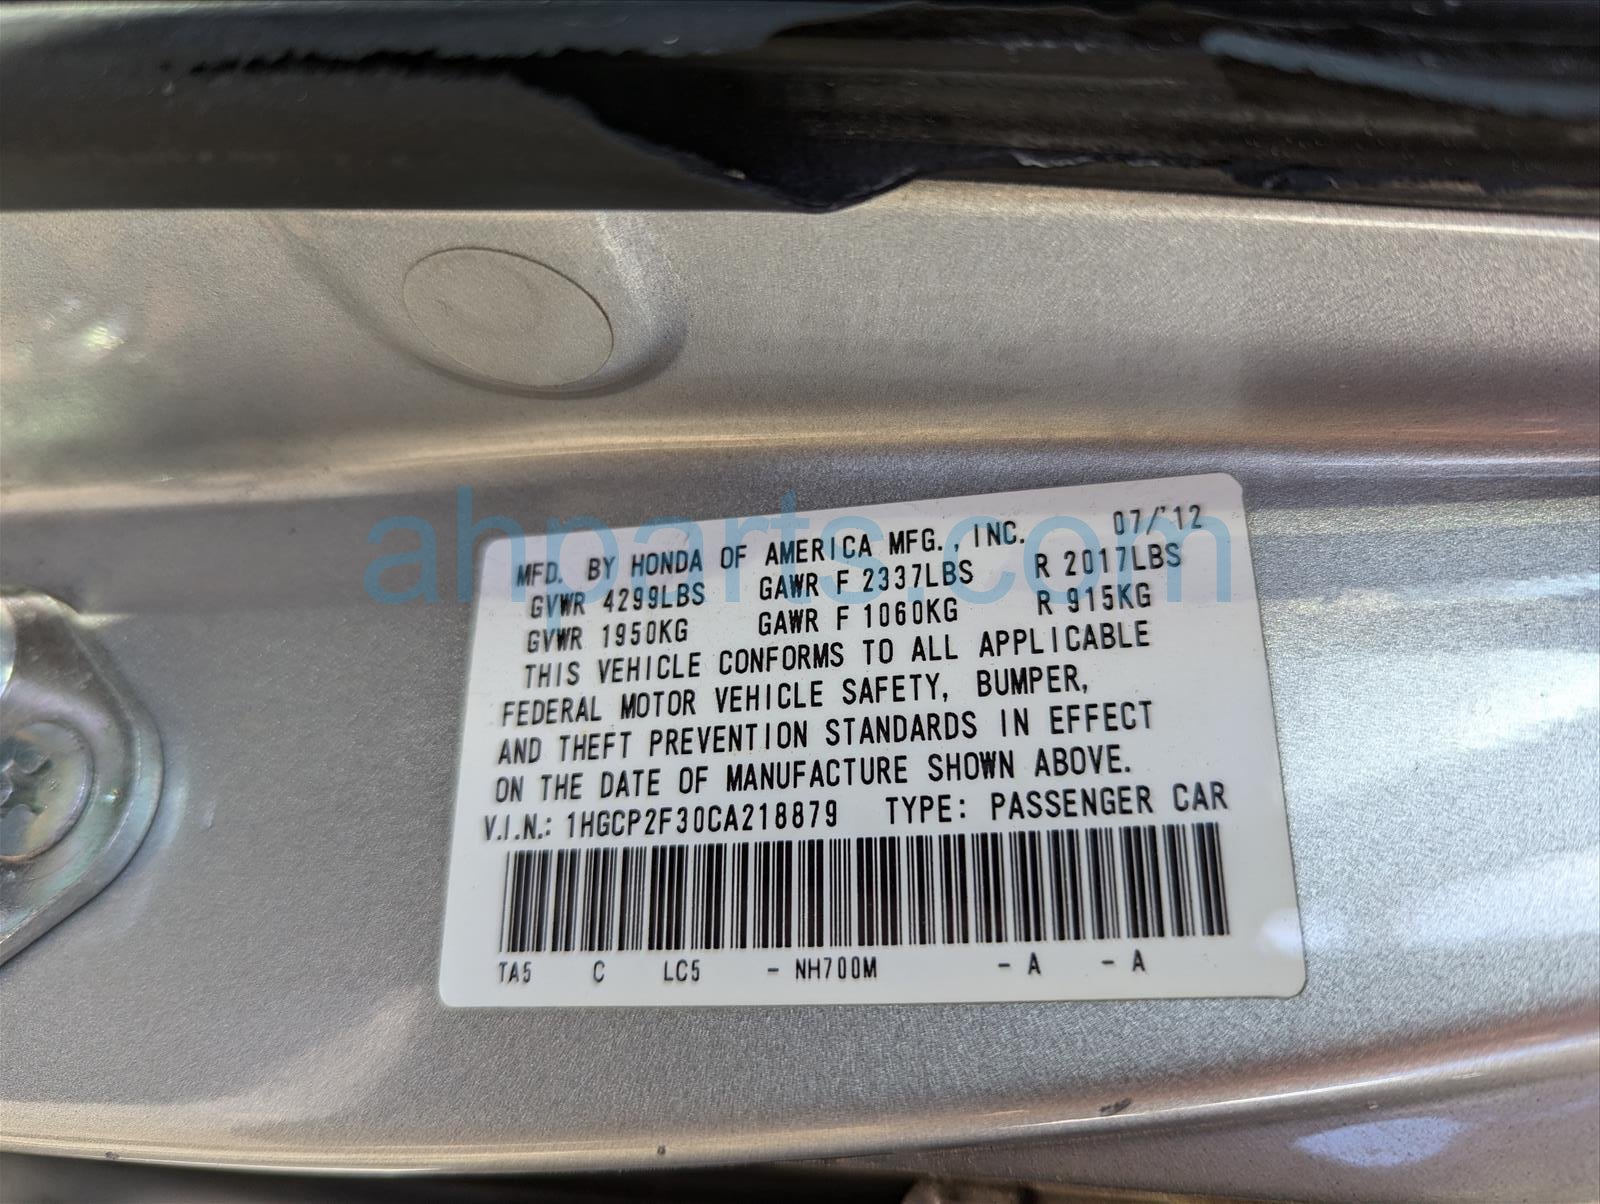 MFD. BY HONDA OF AMERICA MFG., INC. 07/'12
GVWR 4299LBS GAWR F 2337LBS R 2017LBS
GVWR 1950KG GAWR F 1060KG R 915KG
THIS VEHICLE CONFORMS TO ALL APPLICABLE
FEDERAL MOTOR VEHICLE SAFETY, BUMPER,
AND THEFT PREVENTION STANDARDS IN EFFECT
ON THE DATE OF MANUFACTURE SHOWN ABOVE.
V.I.N.: 1HGCP2F30CA218879 TYPE: PASSENGER CAR
TA5 C LC5 - NH700M - A - A
ahparts.com